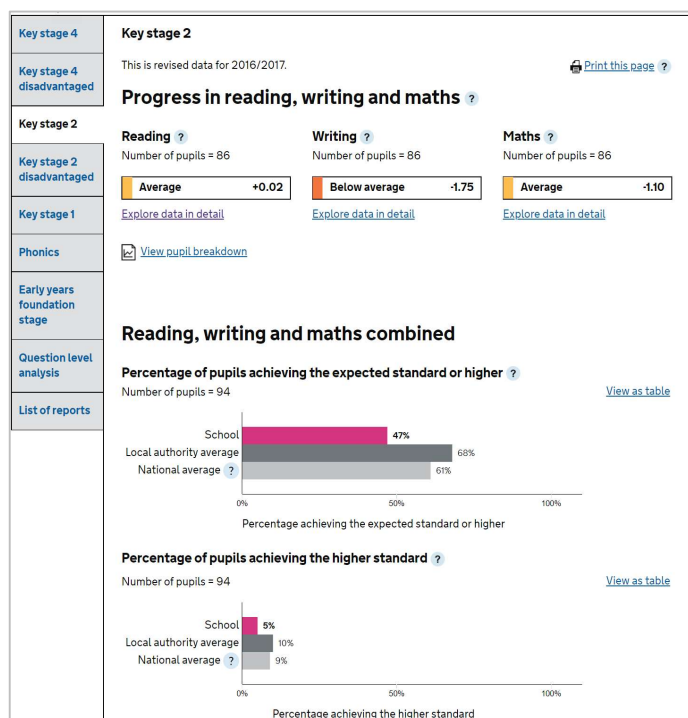 Key stage 4
Key stage 4
disadvantaged
Key stage 2
Key stage 2
disadvantaged
Key stage 1
Phonics
Early years
foundation
stage
Question level
analysis
List of reports
Key stage 2
This is revised data for 2016/2017.
Print this page ?
Progress in reading, writing and maths ?
Reading ?
Number of pupils = 86
Average +0.02
Explore data in detail
Writing ?
Number of pupils = 86
Below average -1.75
Explore data in detail
Maths ?
Number of pupils = 86
Average -1.10
Explore data in detail
View pupil breakdown
Reading, writing and maths combined
Percentage of pupils achieving the expected standard or higher ?
Number of pupils = 94
View as table
School 47%
Local authority average 68%
National average ? 61%
0% 50% 100%
Percentage achieving the expected standard or higher
Percentage of pupils achieving the higher standard ?
Number of pupils = 94
View as table
School 5%
Local authority average 10%
National average ? 9%
0% 50% 100%
Percentage achieving the higher standard